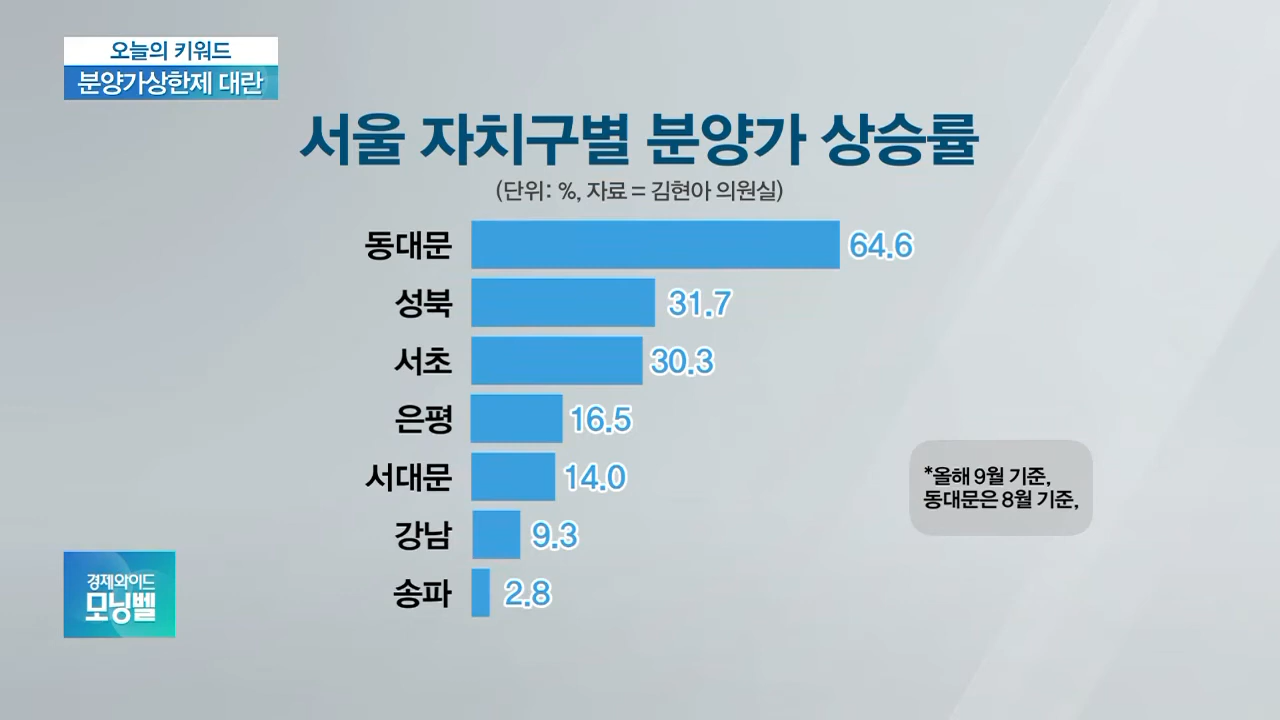 오늘의 키워드
분양가상한제 대란
서울 자치구별 분양가 상승률
(단위: %, 자료 = 김현아 의원실)
동대문 64.6
성북 31.7
서초 30.3
은평 16.5
서대문 14.0
강남 9.3
송파 2.8
*올해 9월 기준,
동대문은 8월 기준,
경제와이드
모닝벨